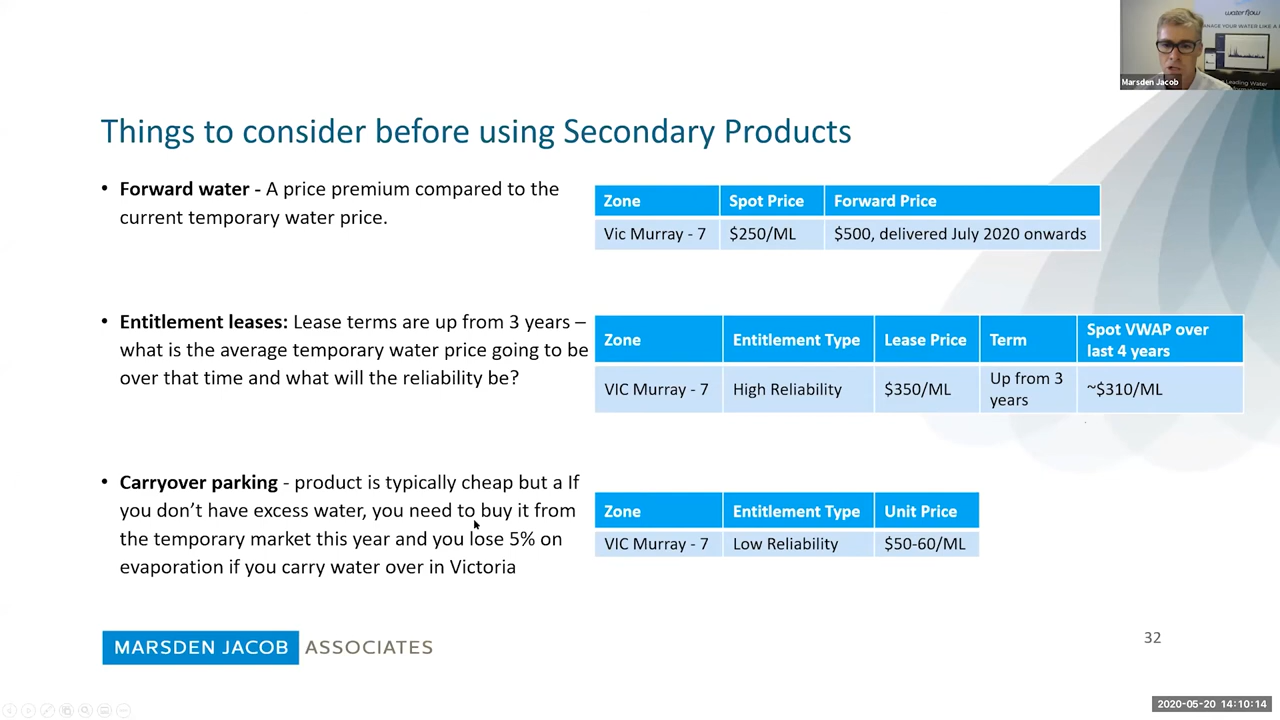 waterflow
Marsden Jacob
Things to consider before using Secondary Products
• Forward water - A price premium compared to the
current temporary water price.
Zone Spot Price Forward Price
Vic Murray - 7 $250/ML $500, delivered July 2020 onwards
• Entitlement leases: Lease terms are up from 3 years –
what is the average temporary water price going to be
over that time and what will the reliability be?
Zone Entitlement Type Lease Price Term Spot VWAP over
last 4 years
VIC Murray - 7 High Reliability $350/ML Up from 3
years ~$310/ML
• Carryover parking - product is typically cheap but a If
you don’t have excess water, you need to buy it from
the temporary market this year and you lose 5% on
evaporation if you carry water over in Victoria
Zone Entitlement Type Unit Price
VIC Murray - 7 Low Reliability $50-60/ML
MARSDEN JACOB ASSOCIATES
32
2020-05-20 14:10:14